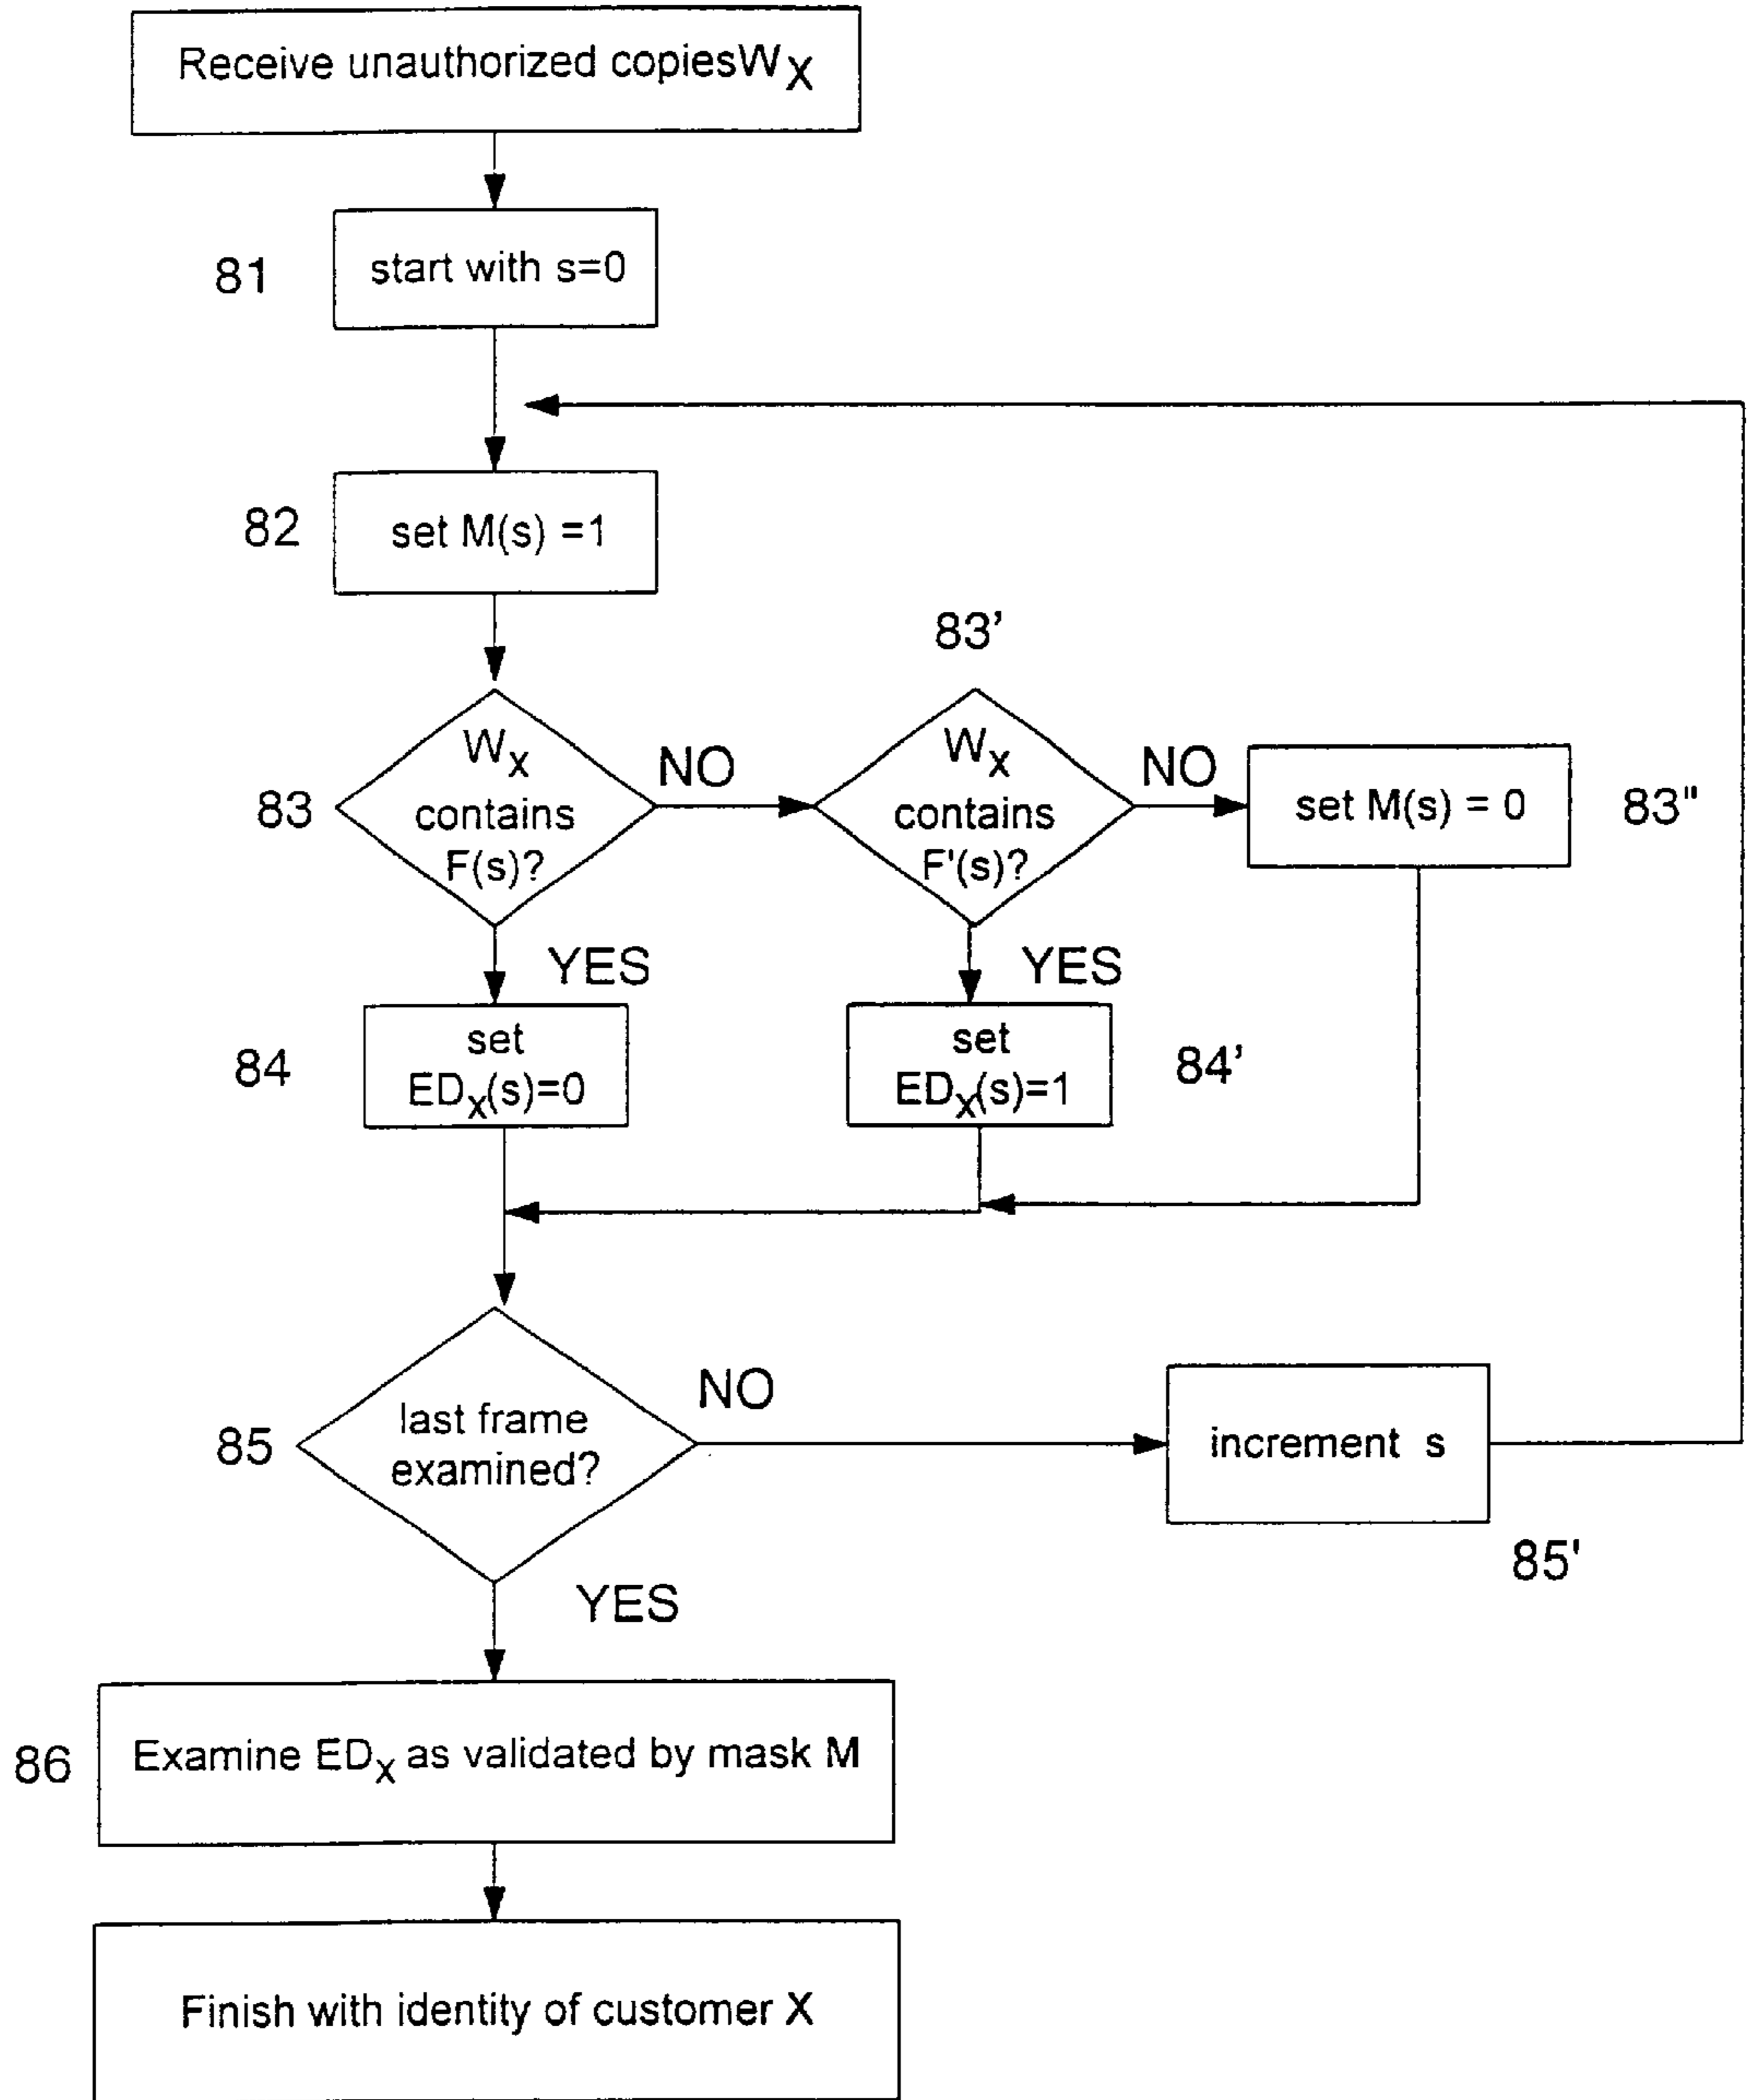 Receive unauthorized copiesWX
81
start with s=0
82
set M(s) =1
83'
83
WX
contains
F(s)?
NO
WX
contains
F'(s)?
NO
set M(s) = 0
83"
YES
YES
84
set
EDX(s)=0
set
EDX(s)=1
84'
85
last frame
examined?
NO
increment s
85'
YES
86
Examine EDX as validated by mask M
Finish with identity of customer X